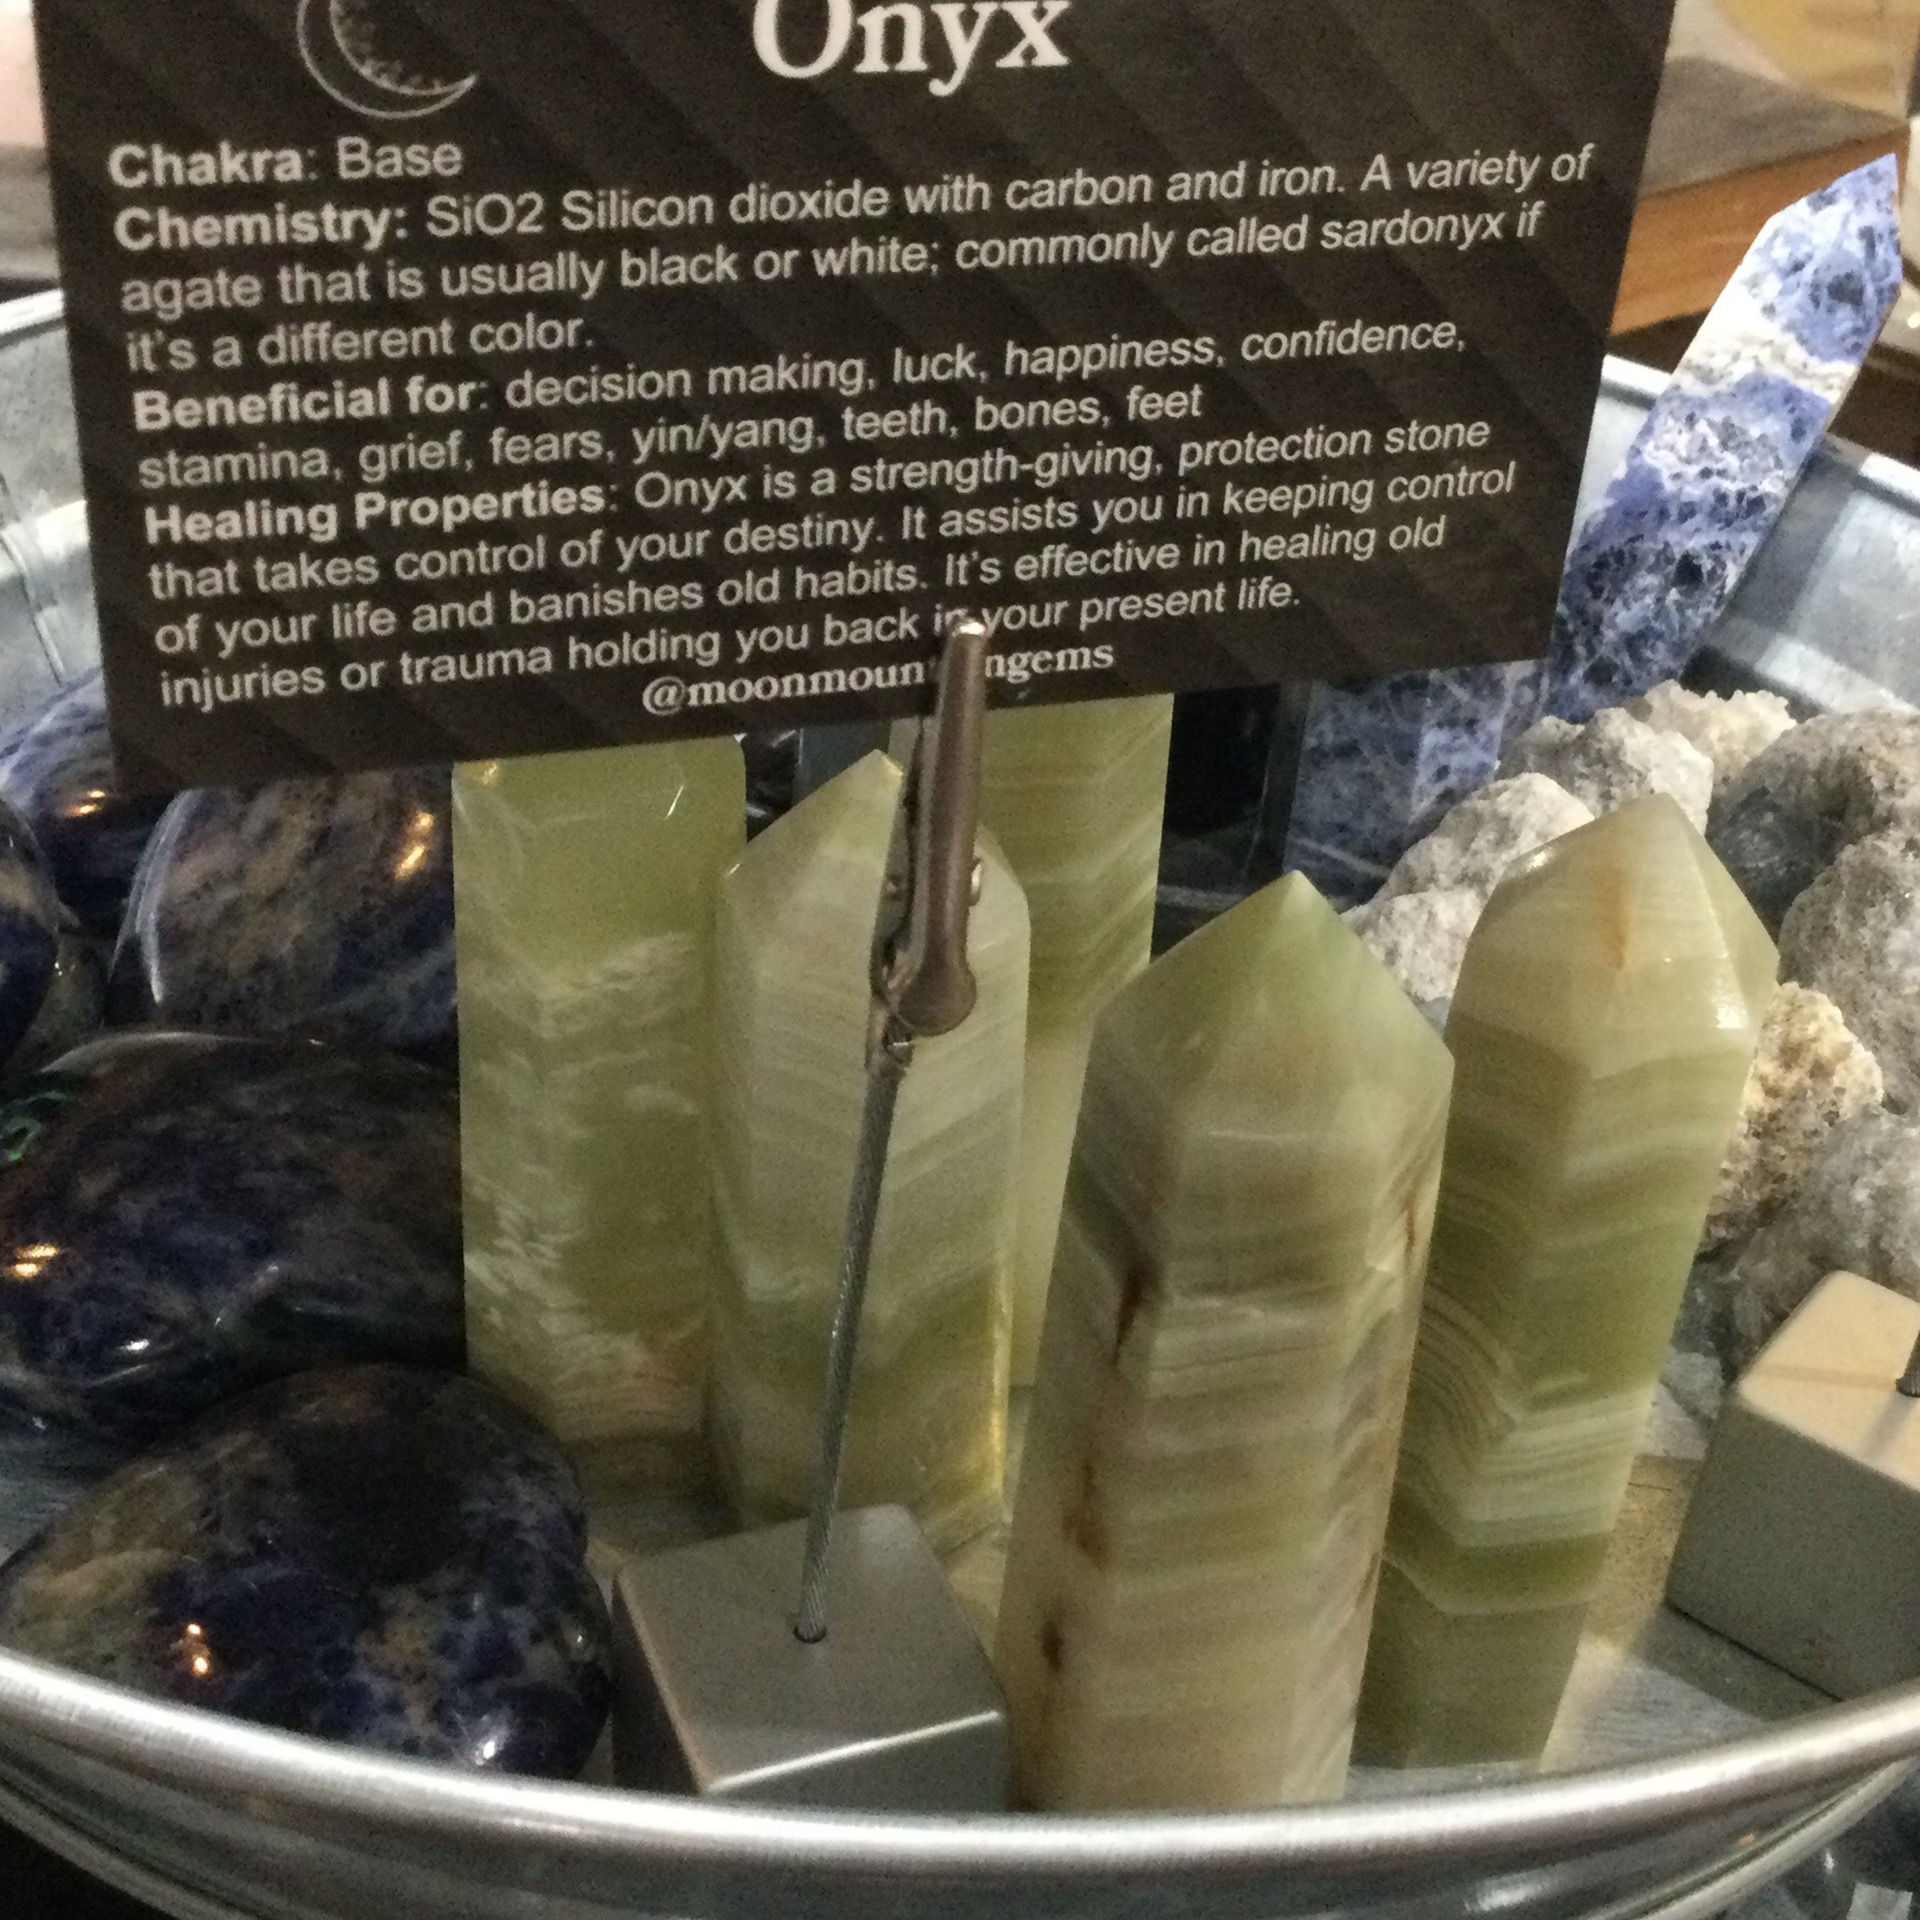 Onyx
Chakra: Base
Chemistry: SiO2 Silicon dioxide with carbon and iron. A variety of
agate that is usually black or white; commonly called sardonyx if
it's a different color.
Beneficial for: decision making, luck, happiness, confidence,
stamina, grief, fears, yin/yang, teeth, bones, feet
Healing Properties: Onyx is a strength-giving, protection stone
that takes control of your destiny. It assists you in keeping control
of your life and banishes old habits. It's effective in healing old
injuries or trauma holding you back in your present life.